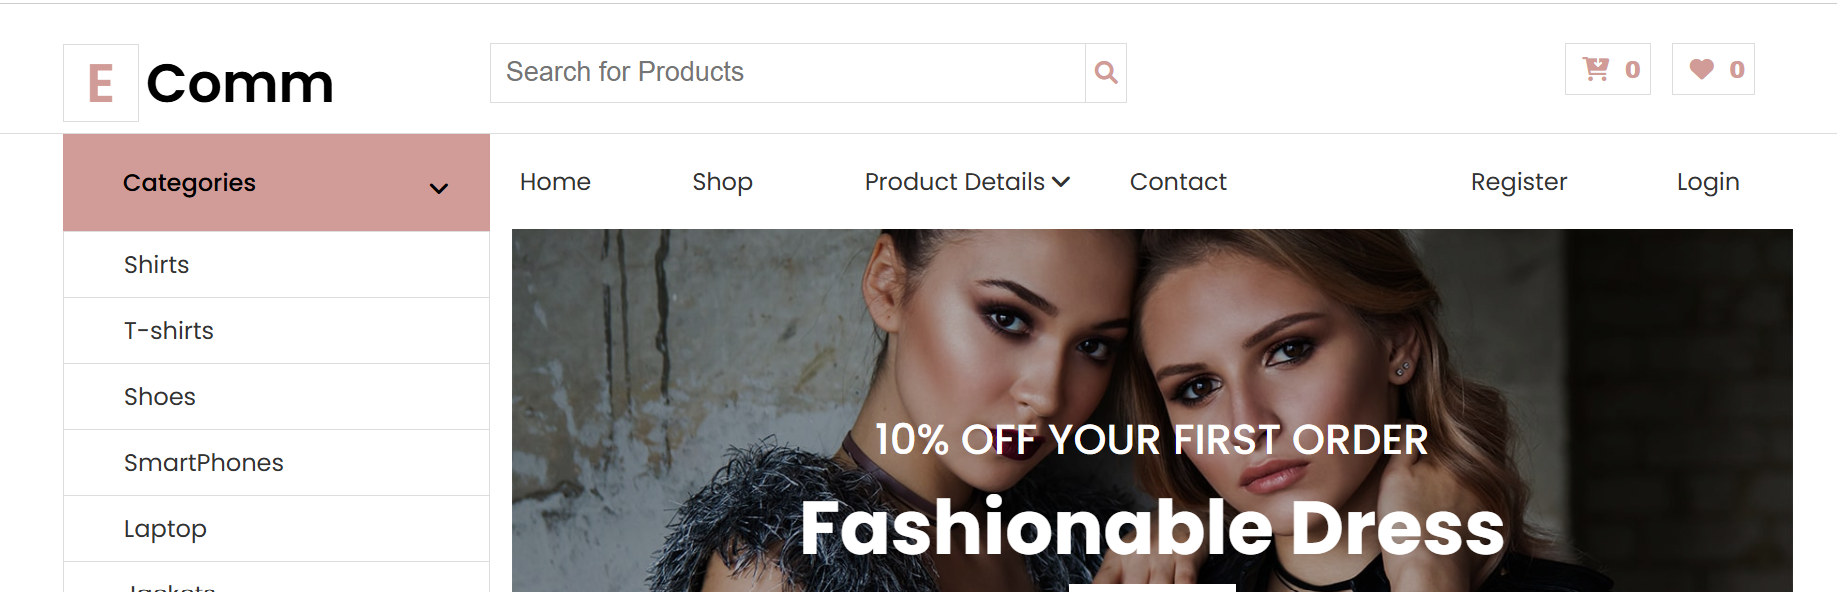 E Comm
Search for Products
0
0
Categories
Home
Shop
Product Details
Contact
Register
Login
Shirts
T-shirts
Shoes
SmartPhones
Laptop
10% OFF YOUR FIRST ORDER
Fashionable Dress